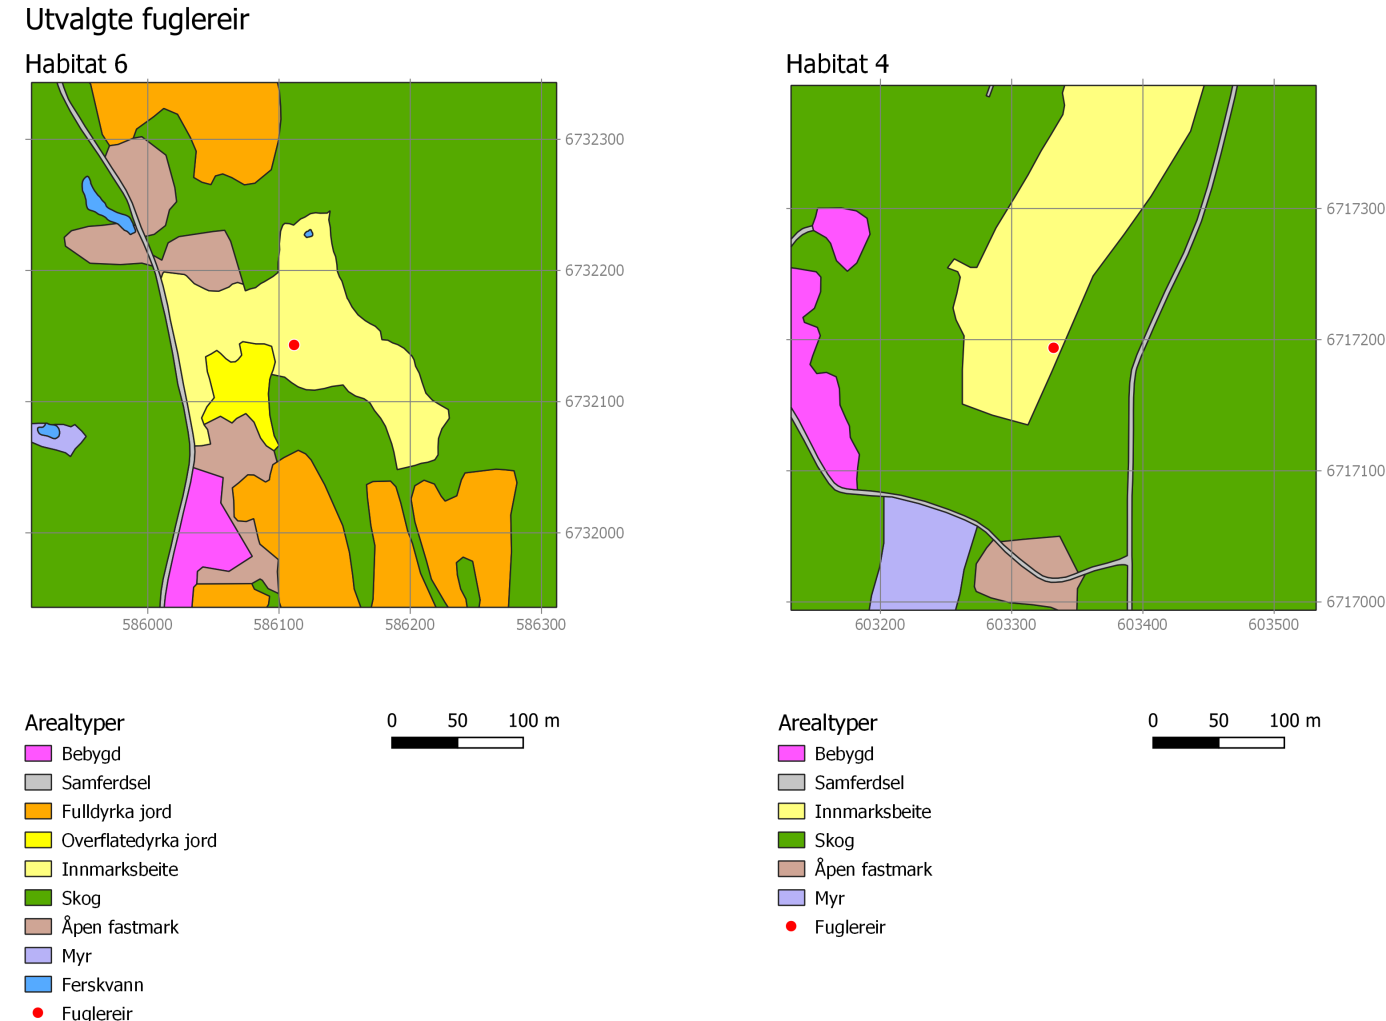 Utvalgte fuglereir
Habitat 6
6732300
6732200
6732100
6732000
586000 586100 586200 586300
Arealtyper
0 50 100 m
Bebygd
Samferdsel
Fulldyrka jord
Overflatedyrka jord
Innmarksbeite
Skog
Åpen fastmark
Myr
Ferskvann
Fuglereir
Habitat 4
6717300
6717200
6717100
6717000
603200 603300 603400 603500
Arealtyper
0 50 100 m
Bebygd
Samferdsel
Innmarksbeite
Skog
Åpen fastmark
Myr
Fuglereir